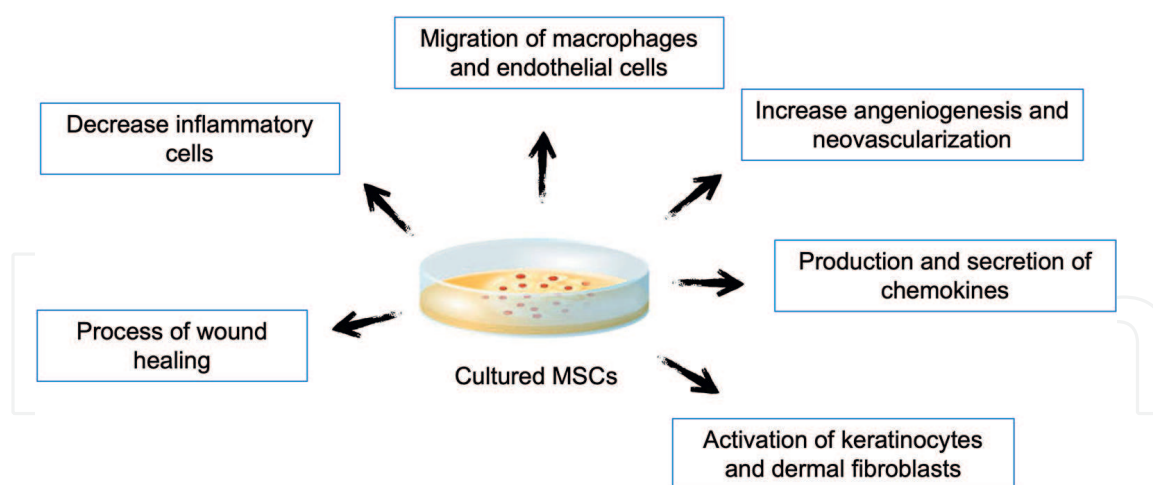 Migration of macrophages
and endothelial cells
Decrease inflammatory
cells
Increase angeniogenesis and
neovascularization
Production and secretion of
chemokines
Process of wound
healing
Cultured MSCs
Activation of keratinocytes
and dermal fibroblasts